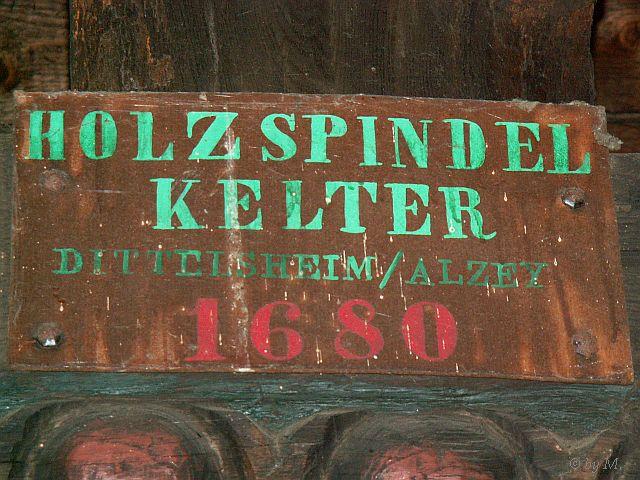 HOLZSPINDEL
KELTER
DITTELSHEIM/ALZEY
1680
© by M.